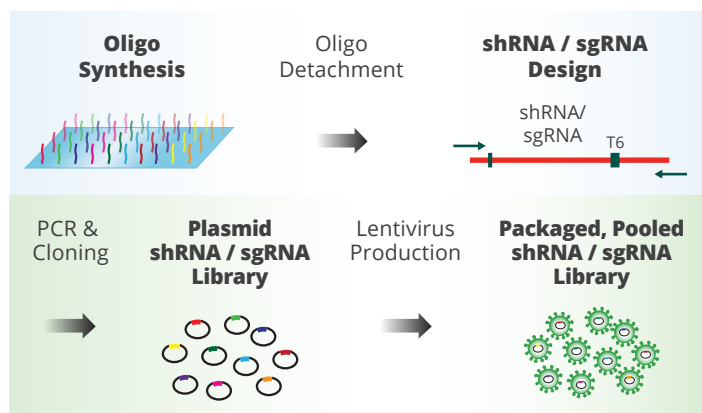 Oligo
Synthesis
Oligo
Detachment
shRNA / sgRNA
Design
shRNA/
sgRNA
T6
PCR &
Cloning
Plasmid
shRNA / sgRNA
Library
Lentivirus
Production
Packaged, Pooled
shRNA / sgRNA
Library